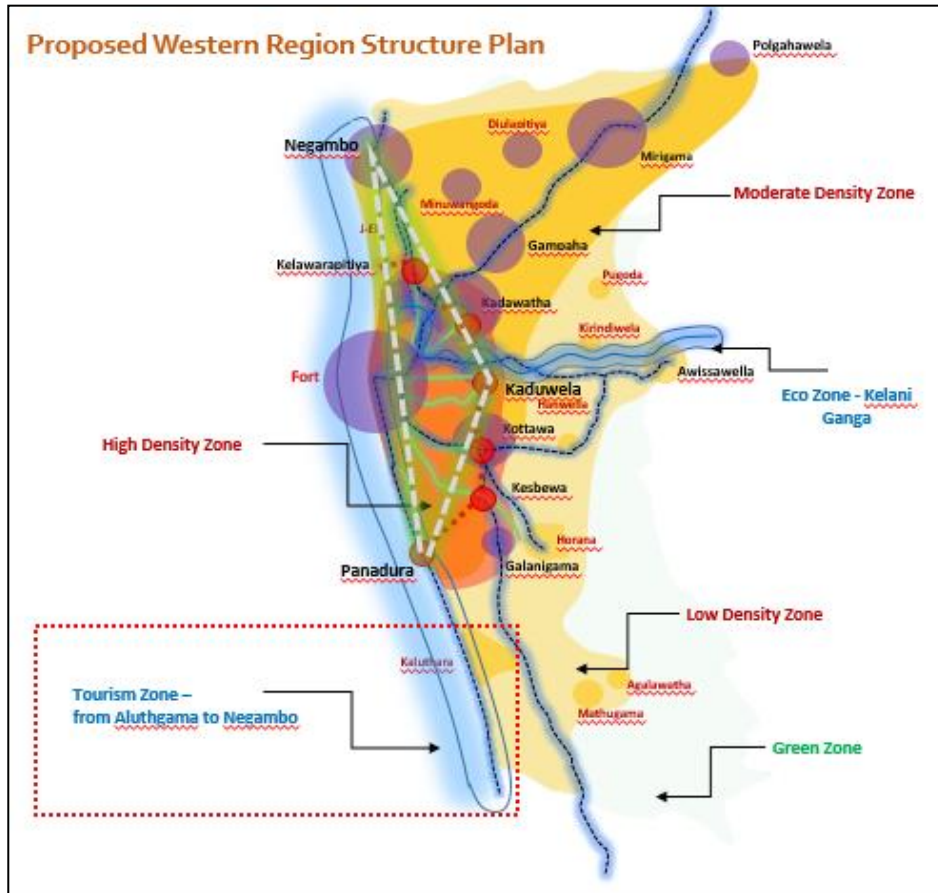 Proposed Western Region Structure Plan
Polgahawela
Diulapitiya
Negambo
Mirigama
Minuwangoda
Moderate Density Zone
J-El
Gampaha
Kelawarapitiya
Pugoda
Kadawatha
Kirindiwela
Fort
Awissawella
Kaduwela
Eco Zone - Kelani
Ganga
Hanwella
Kottawa
High Density Zone
Kesbewa
Horana
Galanigama
Panadura
Low Density Zone
Kaluthara
Agalawatha
Tourism Zone –
from Aluthgama to Negambo
Mathugama
Green Zone